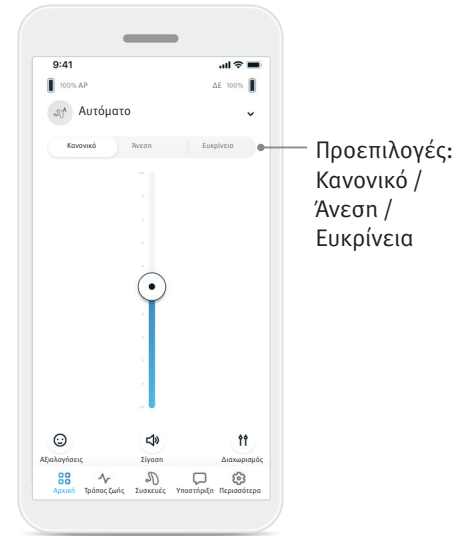 9:41
100% ΑΡ
ΔΕ 100%
Αυτόματο
Κανονικό Άνεση Ευκρίνεια
Προεπιλογές:
Κανονικό /
Άνεση /
Ευκρίνεια
Αξιολογήσεις Σίγαση Διαχωρισμός
Αρχική Τρόπος ζωής Συσκευές Υποστήριξη Περισσότερα